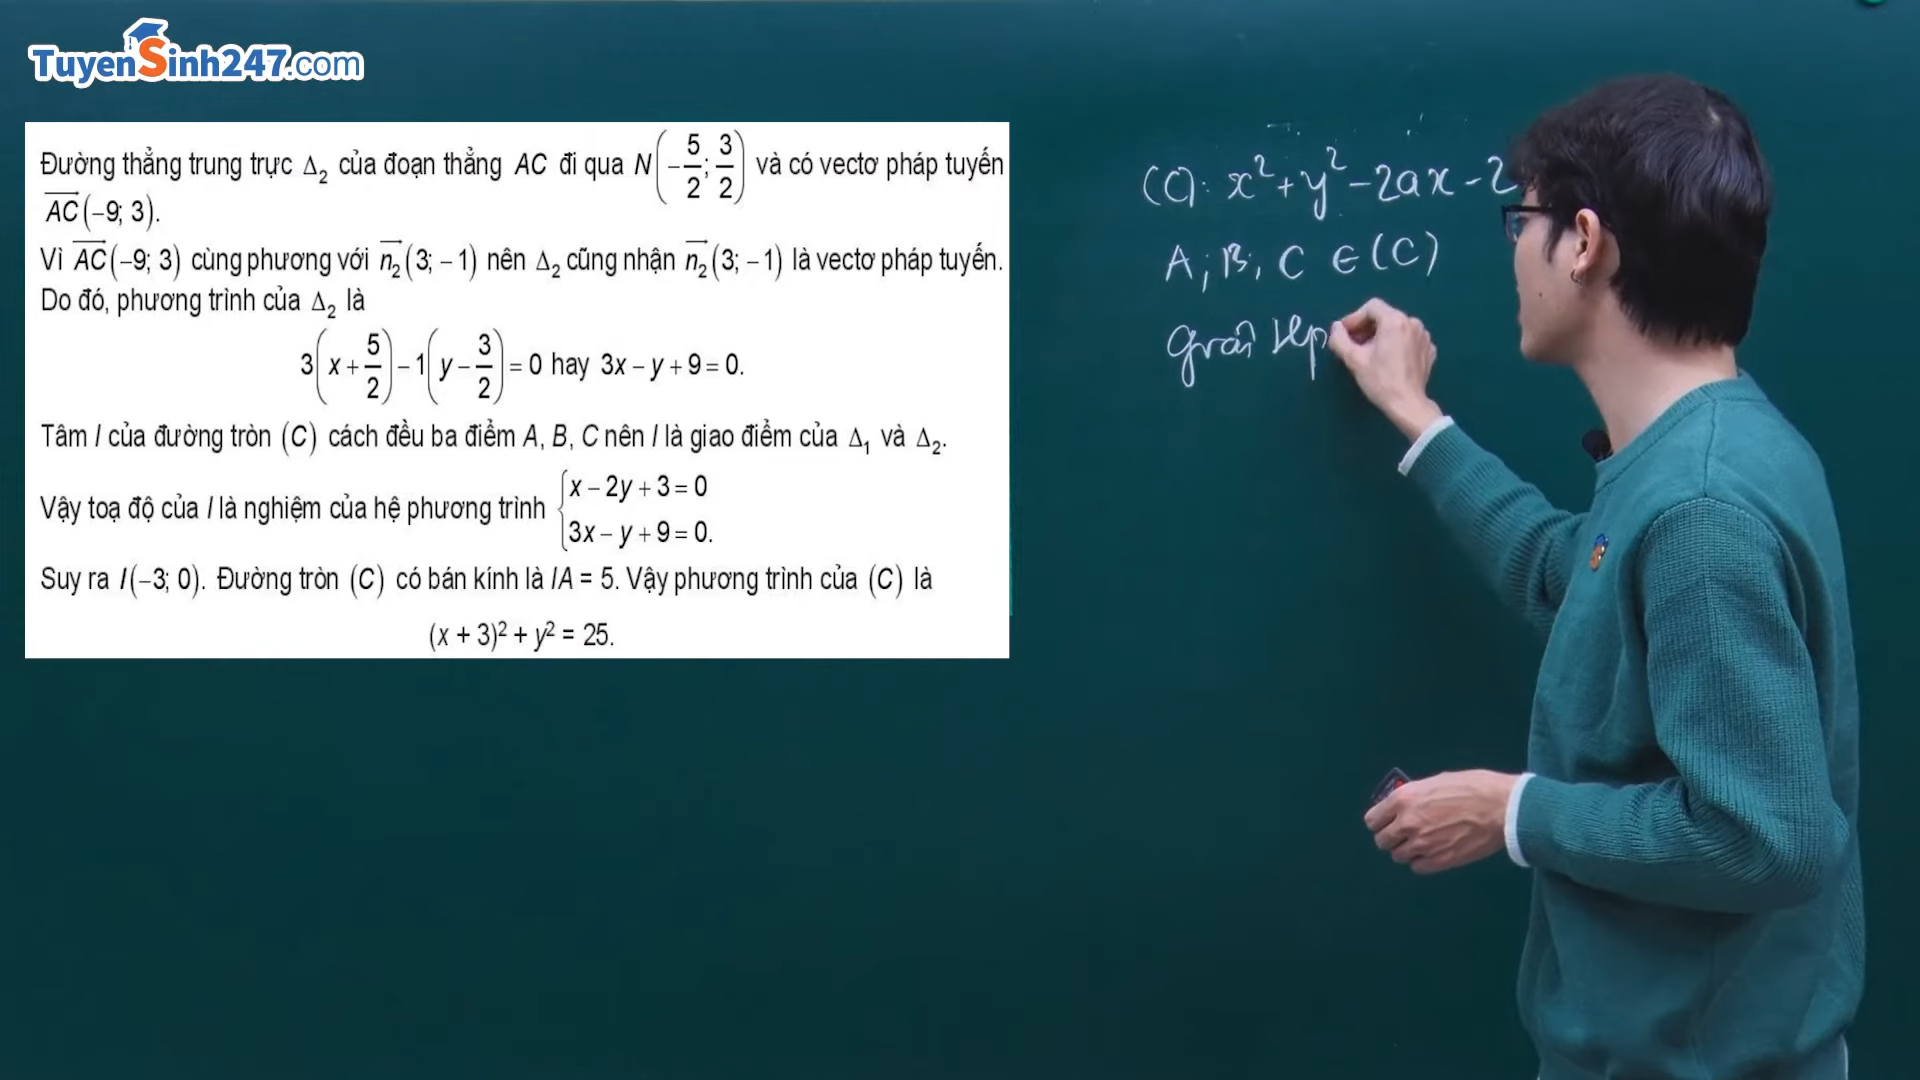 TuyenSinh247.com
Đường thẳng trung trực Δ₂ của đoạn thẳng AC đi qua N(-5/2; 3/2) và có vectơ pháp tuyến
AC→(−9; 3).
Vì AC→(−9; 3) cùng phương với n₂→(3; −1) nên Δ₂ cũng nhận n₂→(3; −1) là vectơ pháp tuyến.
Do đó, phương trình của Δ₂ là
3(x + 5/2) − 1(y − 3/2) = 0 hay 3x − y + 9 = 0.
Tâm I của đường tròn (C) cách đều ba điểm A, B, C nên I là giao điểm của Δ₁ và Δ₂.
Vậy toạ độ của I là nghiệm của hệ phương trình { x − 2y + 3 = 0
3x − y + 9 = 0.
Suy ra I(−3; 0). Đường tròn (C) có bán kính là IA = 5. Vậy phương trình của (C) là
(x + 3)² + y² = 25.
(C): x² + y² − 2ax − 2
A; B; C ∈ (C)
giải